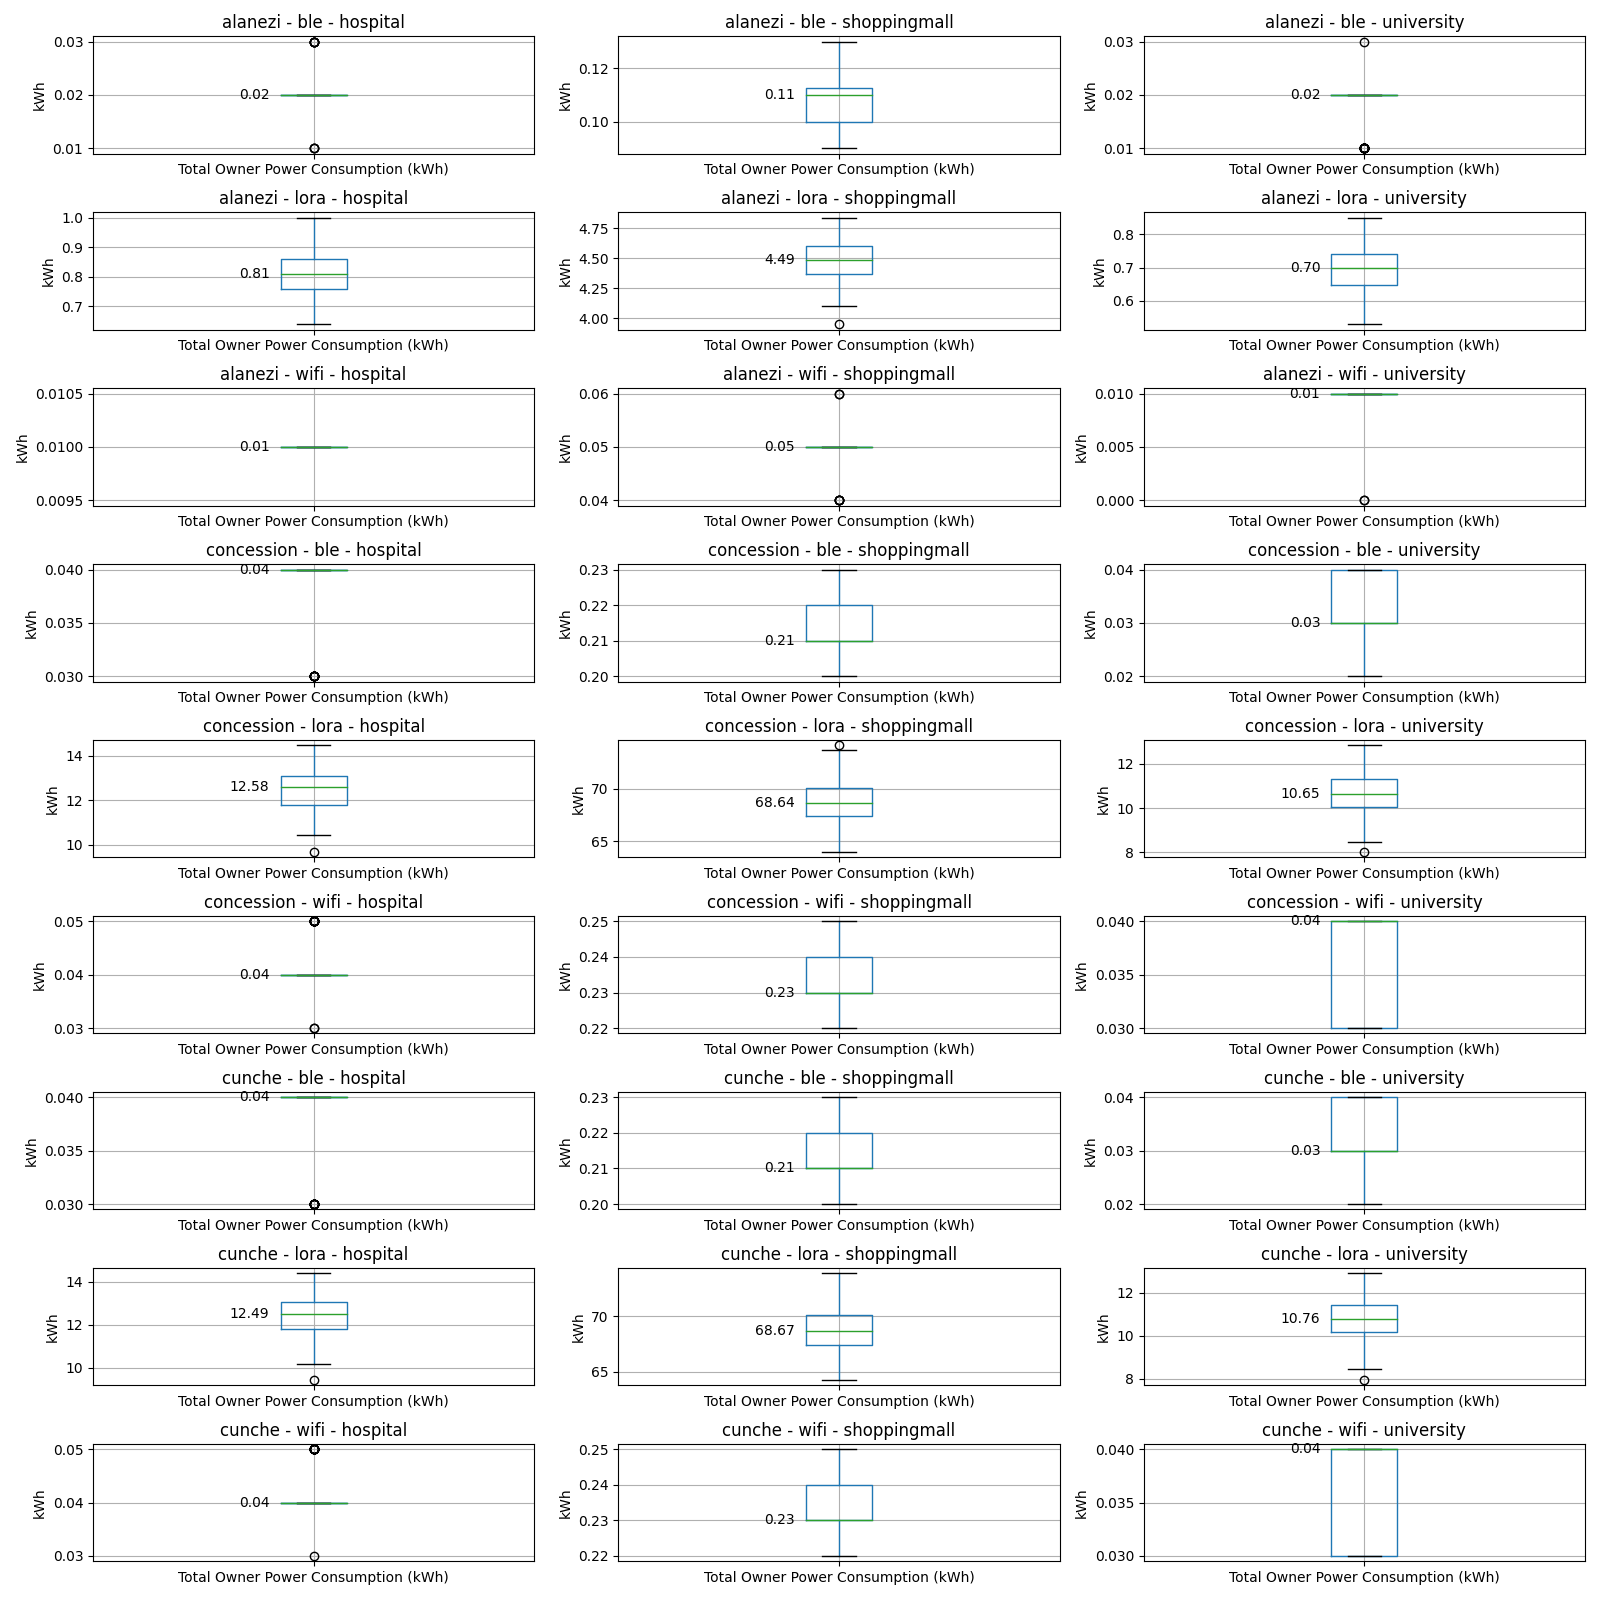 alanezi - ble - hospital
0.03
0.02
0.01
kWh
0.02
Total Owner Power Consumption (kWh)
alanezi - ble - shoppingmall
0.12
0.10
kWh
0.11
Total Owner Power Consumption (kWh)
alanezi - ble - university
0.03
0.02
0.01
kWh
0.02
Total Owner Power Consumption (kWh)
alanezi - lora - hospital
1.0
0.9
0.8
0.7
kWh
0.81
Total Owner Power Consumption (kWh)
alanezi - lora - shoppingmall
4.75
4.50
4.25
4.00
kWh
4.49
Total Owner Power Consumption (kWh)
alanezi - lora - university
0.8
0.7
0.6
kWh
0.70
Total Owner Power Consumption (kWh)
alanezi - wifi - hospital
0.0105
0.0100
0.0095
kWh
0.01
Total Owner Power Consumption (kWh)
alanezi - wifi - shoppingmall
0.06
0.05
0.04
kWh
0.05
Total Owner Power Consumption (kWh)
alanezi - wifi - university
0.010
0.005
0.000
kWh
0.01
Total Owner Power Consumption (kWh)
concession - ble - hospital
0.040
0.035
0.030
kWh
0.04
Total Owner Power Consumption (kWh)
concession - ble - shoppingmall
0.23
0.22
0.21
0.20
kWh
0.21
Total Owner Power Consumption (kWh)
concession - ble - university
0.04
0.03
0.02
kWh
0.03
Total Owner Power Consumption (kWh)
concession - lora - hospital
14
12
10
kWh
12.58
Total Owner Power Consumption (kWh)
concession - lora - shoppingmall
70
65
kWh
68.64
Total Owner Power Consumption (kWh)
concession - lora - university
12
10
8
kWh
10.65
Total Owner Power Consumption (kWh)
concession - wifi - hospital
0.05
0.04
0.03
kWh
0.04
Total Owner Power Consumption (kWh)
concession - wifi - shoppingmall
0.25
0.24
0.23
0.22
kWh
0.23
Total Owner Power Consumption (kWh)
concession - wifi - university
0.040
0.035
0.030
kWh
0.04
Total Owner Power Consumption (kWh)
cunche - ble - hospital
0.040
0.035
0.030
kWh
0.04
Total Owner Power Consumption (kWh)
cunche - ble - shoppingmall
0.23
0.22
0.21
0.20
kWh
0.21
Total Owner Power Consumption (kWh)
cunche - ble - university
0.04
0.03
0.02
kWh
0.03
Total Owner Power Consumption (kWh)
cunche - lora - hospital
14
12
10
kWh
12.49
Total Owner Power Consumption (kWh)
cunche - lora - shoppingmall
70
65
kWh
68.67
Total Owner Power Consumption (kWh)
cunche - lora - university
12
10
8
kWh
10.76
Total Owner Power Consumption (kWh)
cunche - wifi - hospital
0.05
0.04
0.03
kWh
0.04
Total Owner Power Consumption (kWh)
cunche - wifi - shoppingmall
0.25
0.24
0.23
0.22
kWh
0.23
Total Owner Power Consumption (kWh)
cunche - wifi - university
0.040
0.035
0.030
kWh
0.04
Total Owner Power Consumption (kWh)